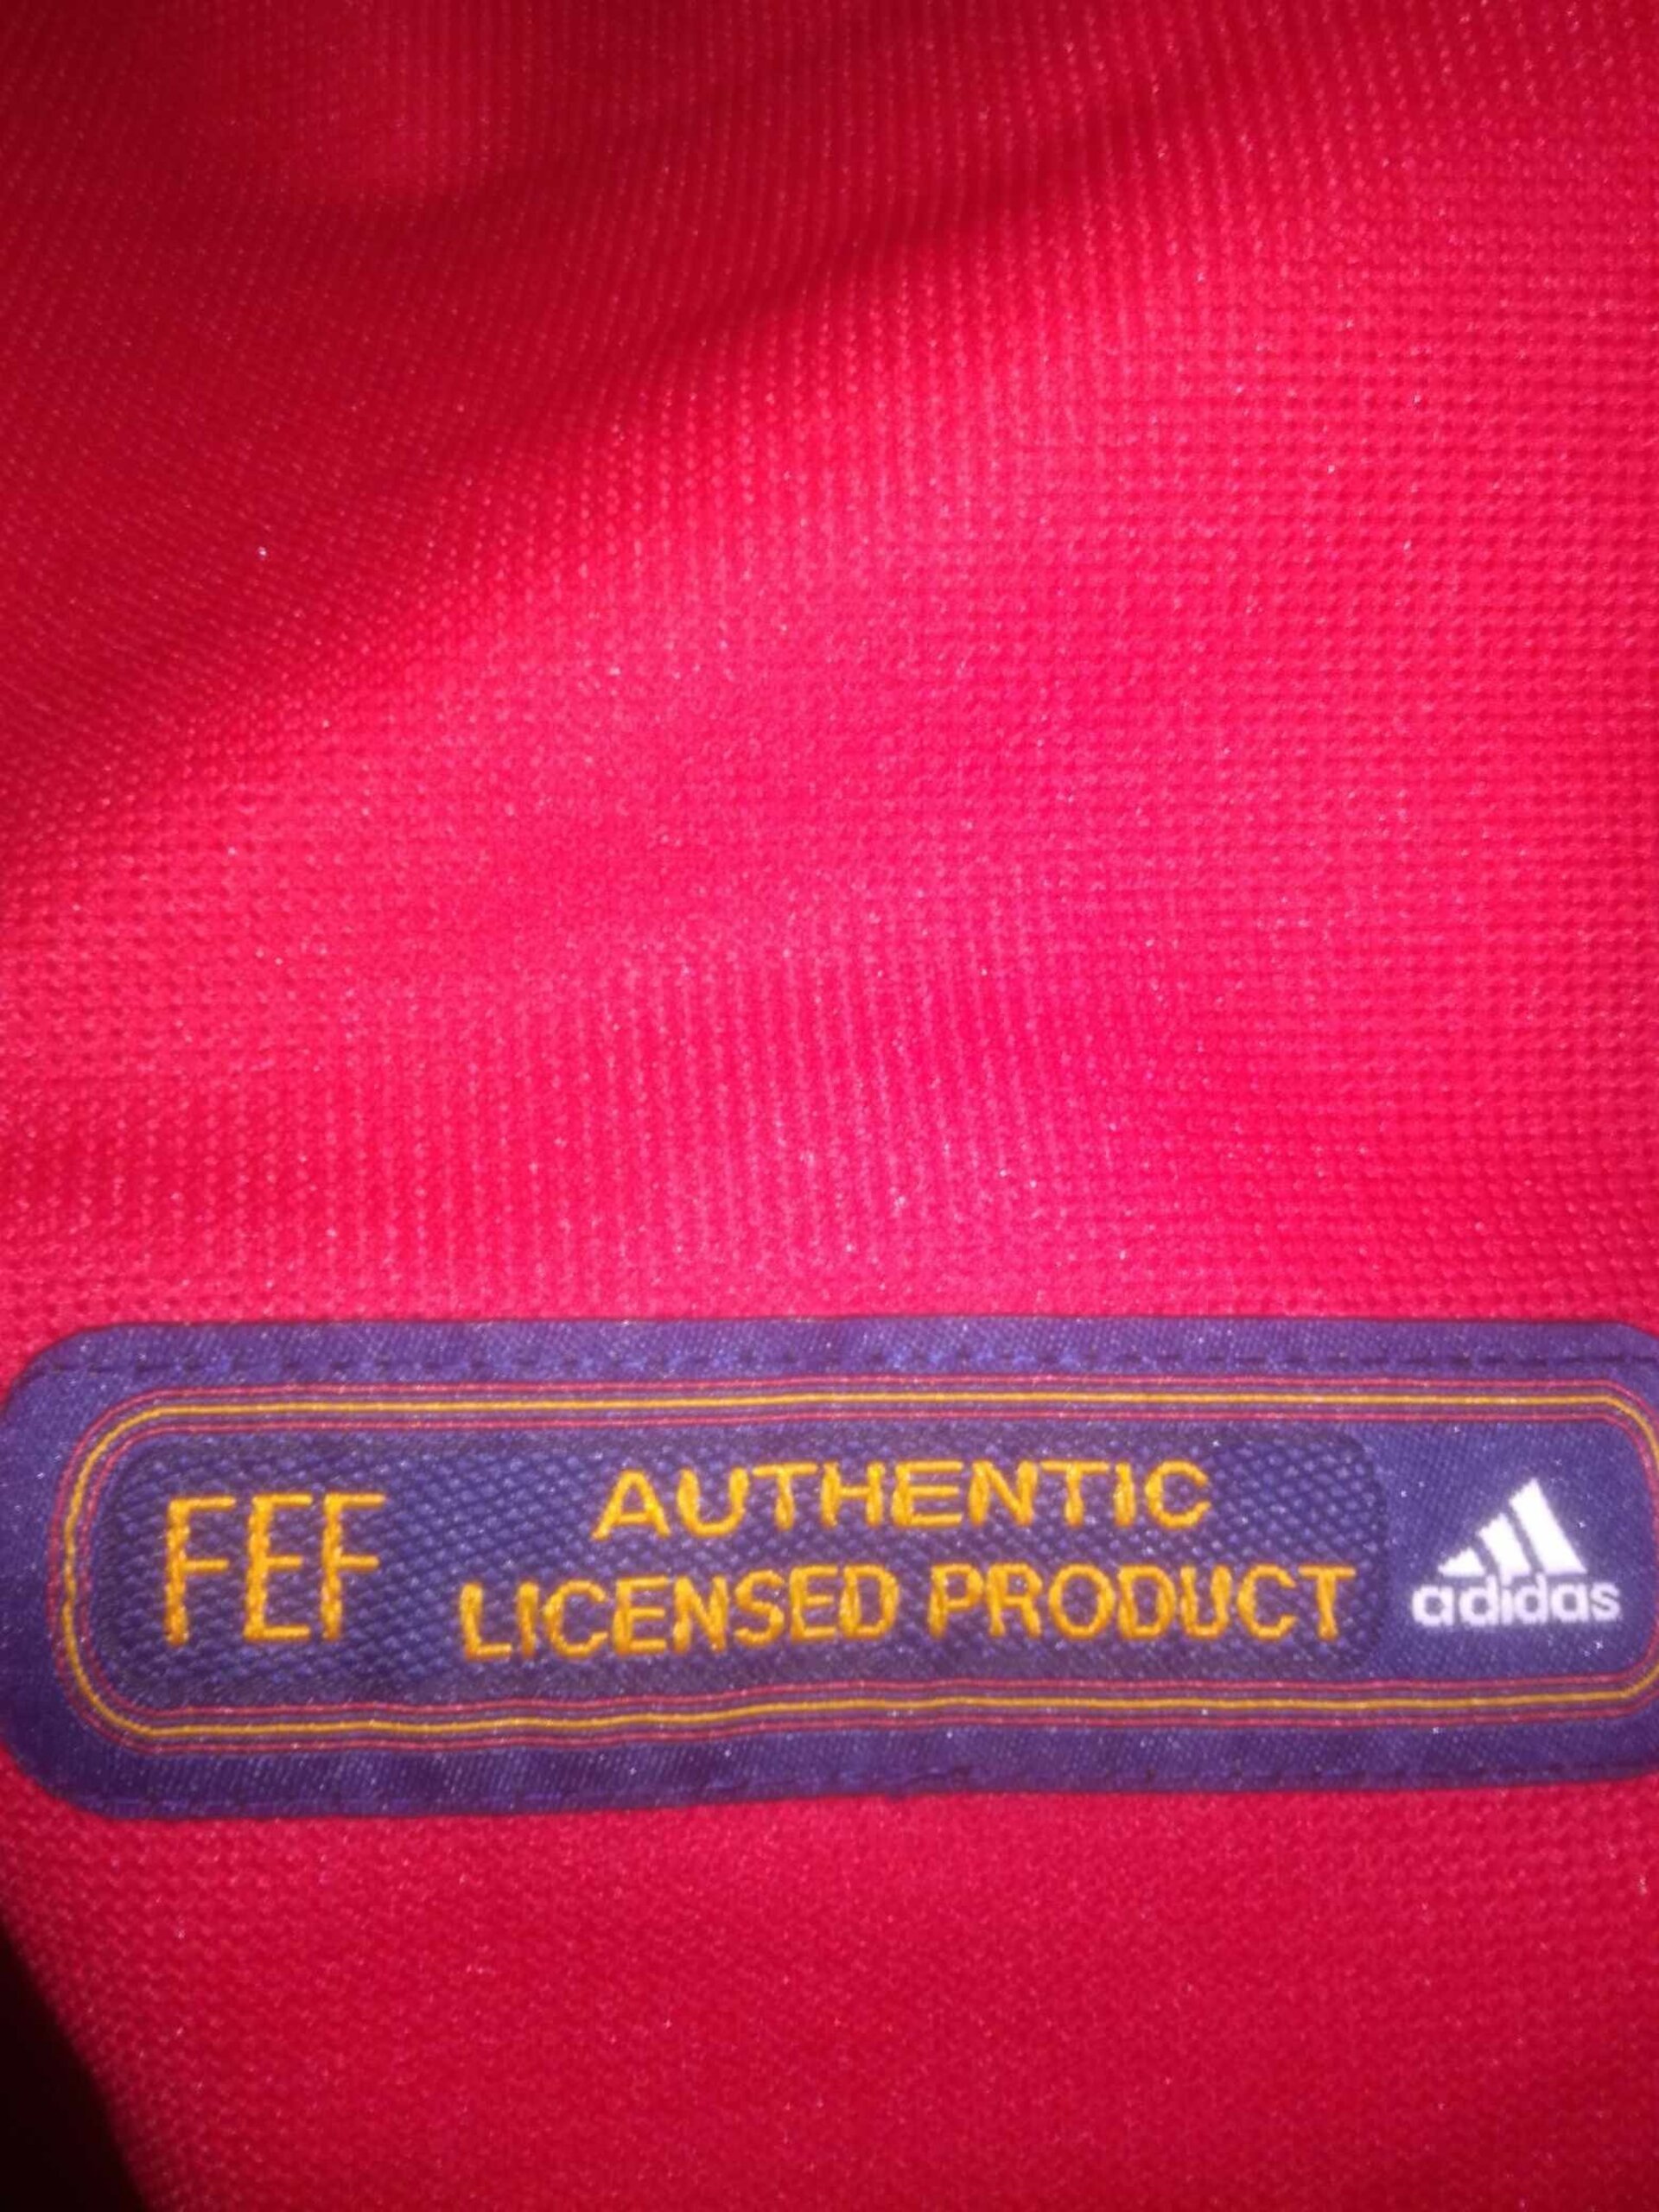 FEF
AUTHENTIC
LICENSED PRODUCT
adidas